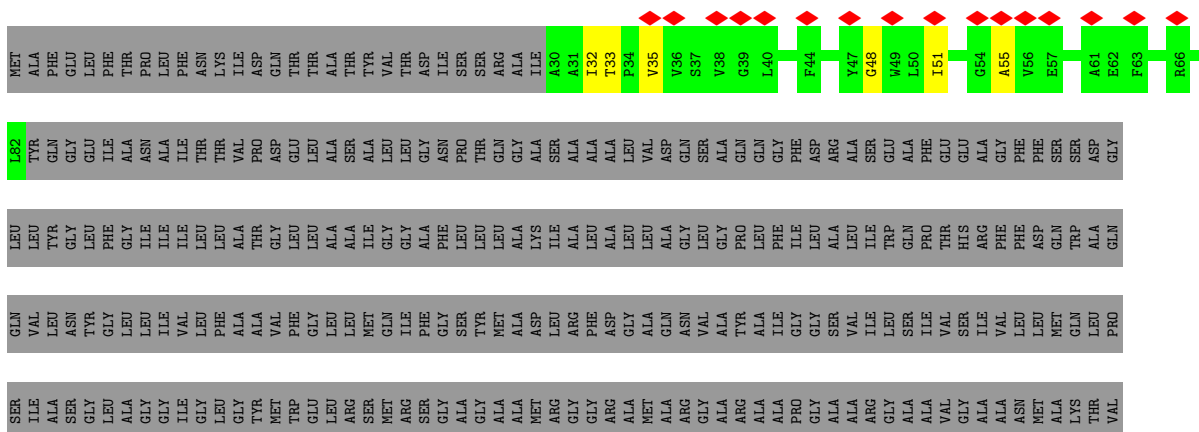 MET ALA PHE GLU LEU PHE THR PRO LEU PHE ASN LYS ILE ASP GLN THR THR ALA THR TYR VAL THR ASP ILE SER SER ARG ALA ILE A30 A31 I32 T33 P34 V35 V36 S37 V38 G39 L40 F44 Y47 G48 W49 L50 I51 G54 A55 V56 E57 A61 E62 F63 R66
L82 TYR GLN GLY GLU ILE ALA ASN ALA ILE THR THR VAL PRO ASP GLU LEU ALA SER ALA LEU LEU GLY ASN PRO THR GLN GLY ALA SER ALA ALA ALA LEU VAL ASP GLN SER ALA GLN GLN GLY PHE ASP ARG ALA SER GLU ALA PHE GLU GLU ALA GLY PHE PHE SER SER ASP GLY
LEU LEU TYR GLY LEU PHE GLY ILE ILE ILE LEU LEU ALA THR GLY LEU LEU ALA ALA ILE GLY GLY ALA PHE LEU LEU LEU ALA LYS ILE ALA LEU ALA LEU LEU ALA GLY LEU GLY PRO LEU PHE ILE LEU ALA LEU ILE TRP GLN PRO THR HIS ARG PHE PHE ASP GLN TRP ALA GLN
GLN VAL LEU ASN TYR GLY LEU LEU ILE VAL LEU PHE ALA ALA VAL PHE GLY LEU LEU MET GLN ILE PHE GLY SER TYR MET ALA ASP LEU ARG PHE ASP GLY ALA GLN ASN VAL ALA TYR ALA ILE GLY GLY SER VAL ILE LEU SER ILE VAL SER ILE VAL LEU LEU MET GLN LEU PRO
SER ILE ALA SER GLY LEU ALA GLY GLY ILE GLY LEU GLY TYR MET TRP GLU LEU ARG SER MET ARG SER GLY ALA GLY ALA ALA MET ARG GLY GLY ARG ALA MET ALA ARG GLY ALA ARG ALA ALA PRO GLY ALA ALA ARG GLY ALA ALA VAL GLY ALA ALA ASN MET ALA LYS THR VAL